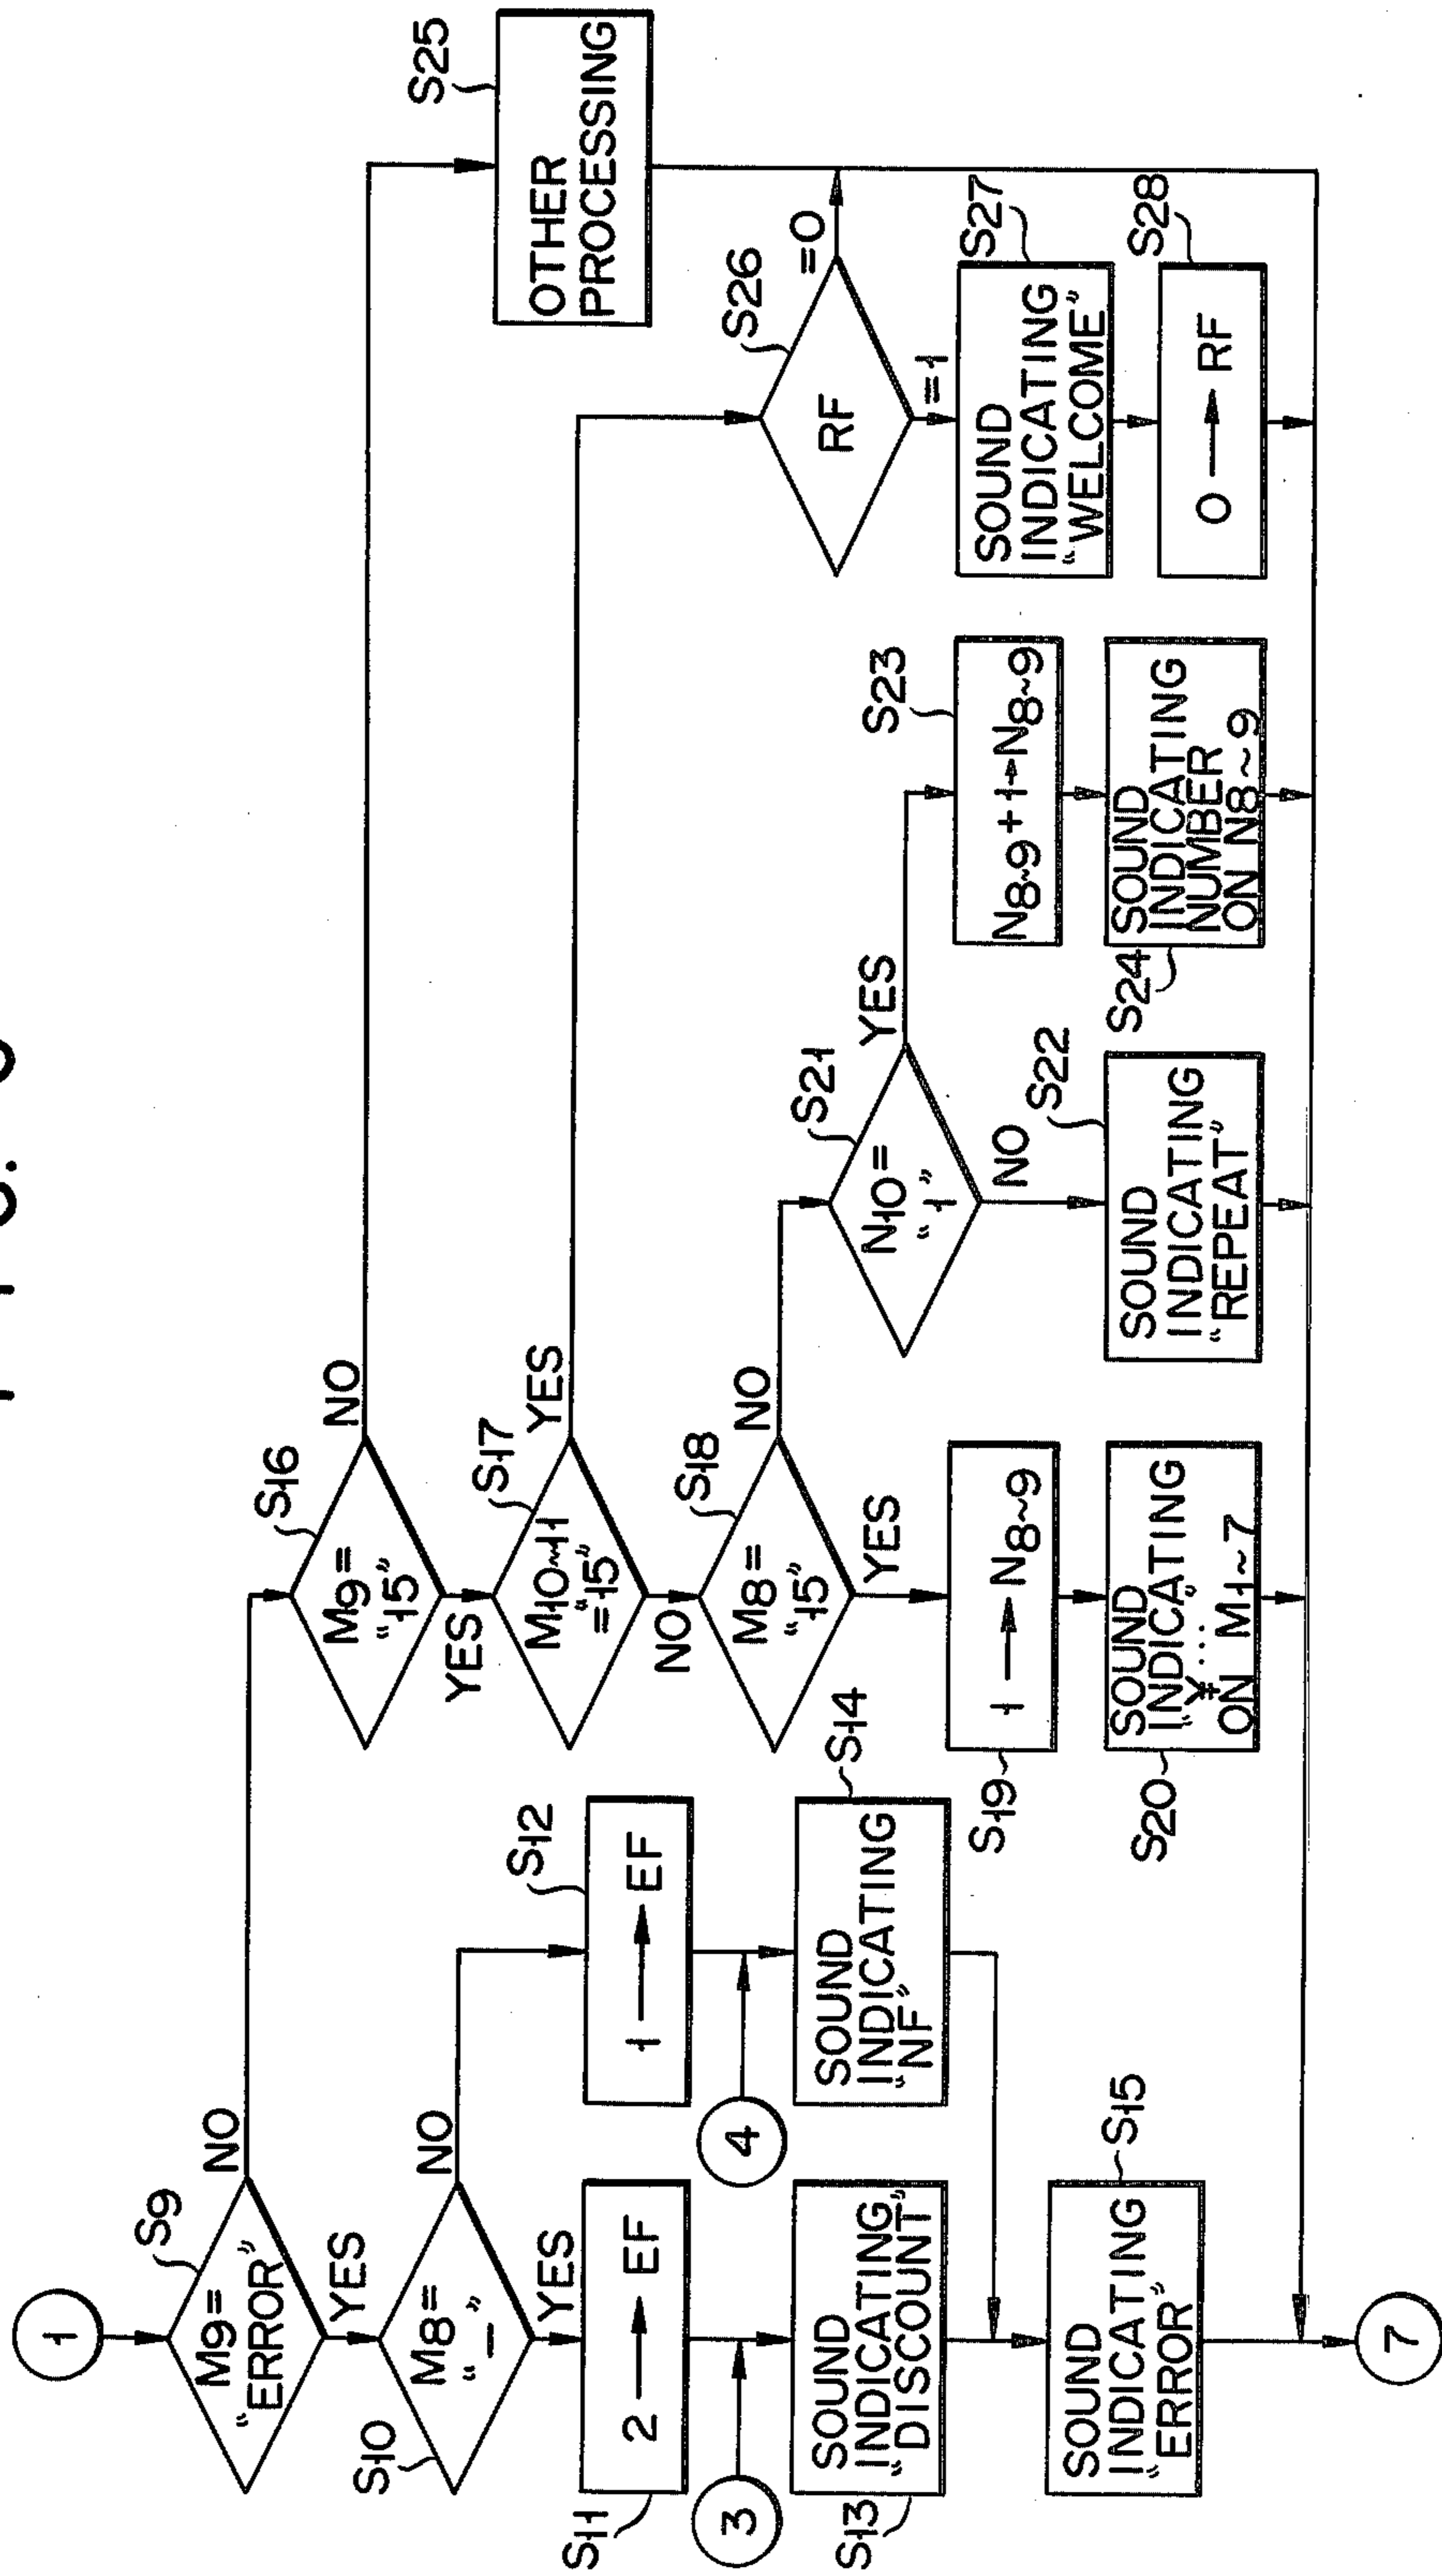 1
S9
M9=
"ERROR"
NO
YES
S10
M8=
"—"
NO
YES
S11
2 → EF
S12
1 → EF
3
4
S13
SOUND
INDICATING
"DISCOUNT"
S14
SOUND
INDICATING
"NF"
S15
SOUND
INDICATING
"ERROR"
7
S16
M9=
"15"
NO
YES
S17
M10~11
="15"
YES
NO
S18
M8=
"15"
NO
YES
S19
1 → N8~9
S20
SOUND
INDICATING
"¥...."
ON M1~7
S21
N10=
"1"
YES
NO
S22
SOUND
INDICATING
"REPEAT"
S23
N8~9+1→N8~9
S24
SOUND
INDICATING
NUMBER
ON N8~9
S25
OTHER
PROCESSING
S26
RF
=0
=1
S27
SOUND
INDICATING
"WELCOME"
S28
0 → RF